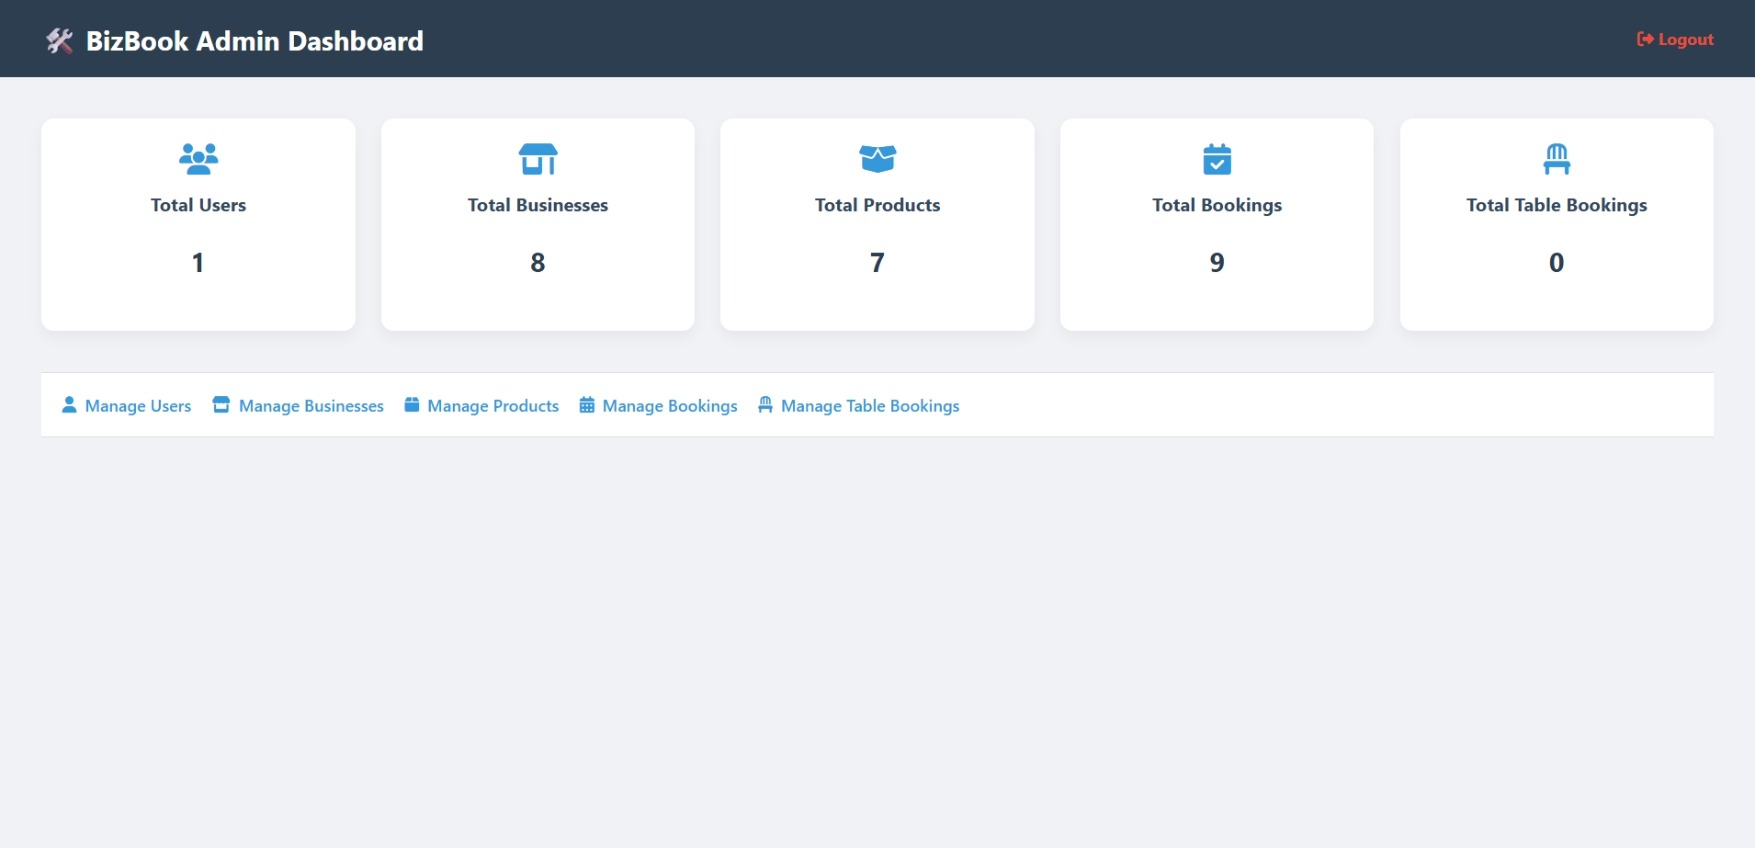 BizBook Admin Dashboard
Logout
Total Users
1
Total Businesses
8
Total Products
7
Total Bookings
9
Total Table Bookings
0
Manage Users Manage Businesses Manage Products Manage Bookings Manage Table Bookings